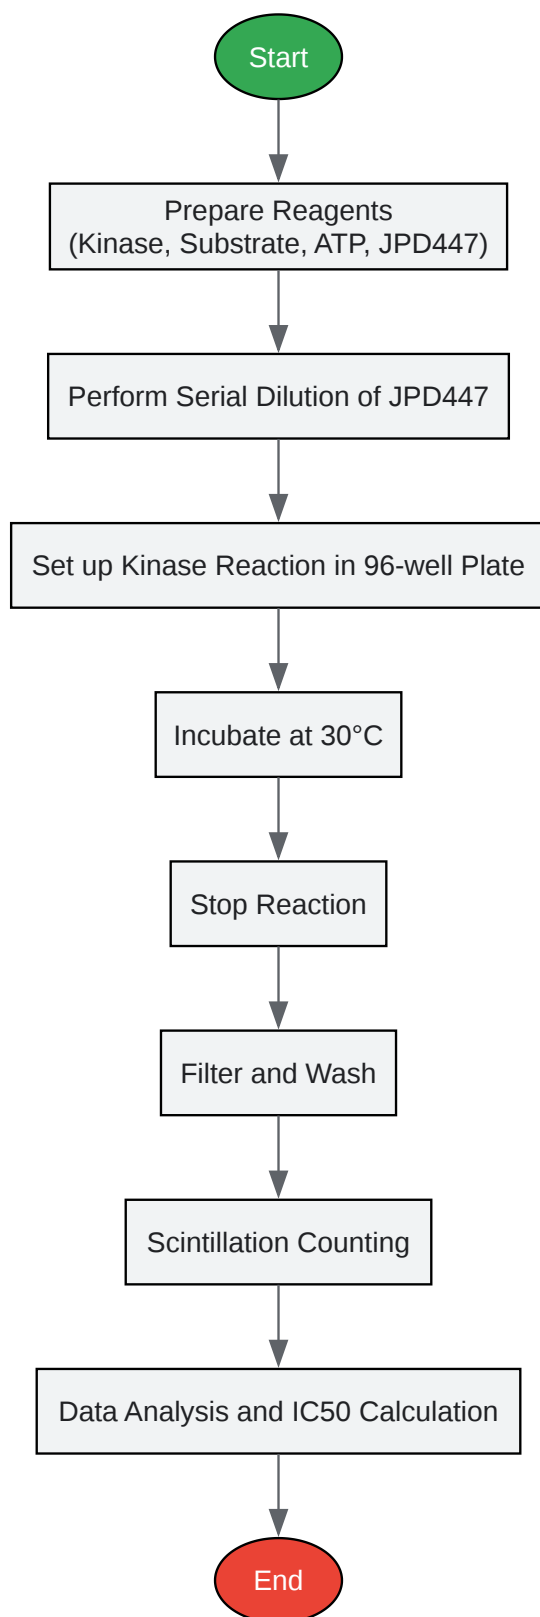 Start
Prepare Reagents
(Kinase, Substrate, ATP, JPD447)
Perform Serial Dilution of JPD447
Set up Kinase Reaction in 96-well Plate
Incubate at 30°C
Stop Reaction
Filter and Wash
Scintillation Counting
Data Analysis and IC50 Calculation
End